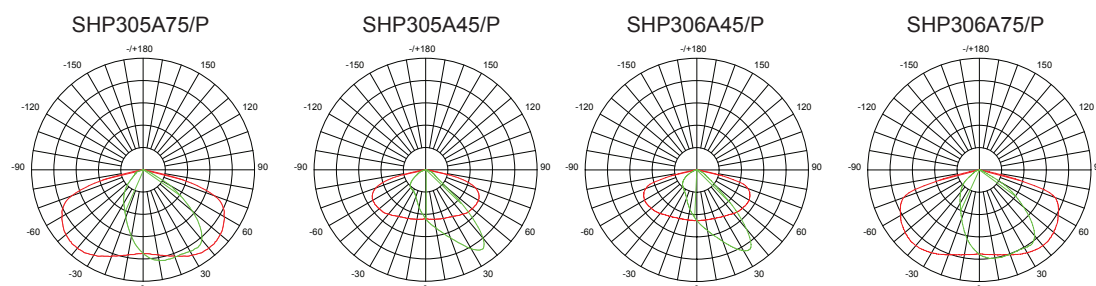 SHP305A75/P SHP305A45/P SHP306A45/P SHP306A75/P
-/+180 -/+180 -/+180 -/+180
-150 150 -150 150 -150 150 -150 150
-120 120 -120 120 -120 120 -120 120
-90 90 -90 90 -90 90 -90 90
-60 60 -60 60 -60 60 -60 60
-30 30 -30 30 -30 30 -30 30